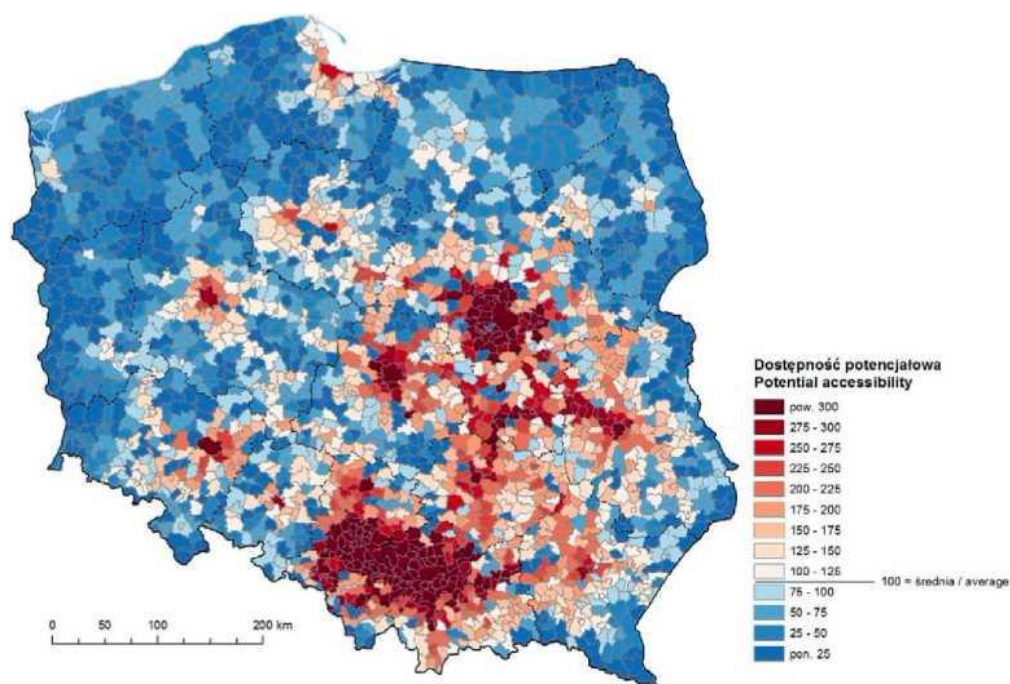 Dostępność potencjałowa
Potential accessibility
pow. 300
275 - 300
250 - 275
225 - 250
200 - 225
175 - 200
150 - 175
125 - 150
100 - 125
100 = średnia / average
75 - 100
50 - 75
25 - 50
pon. 25
0 50 100 200 km